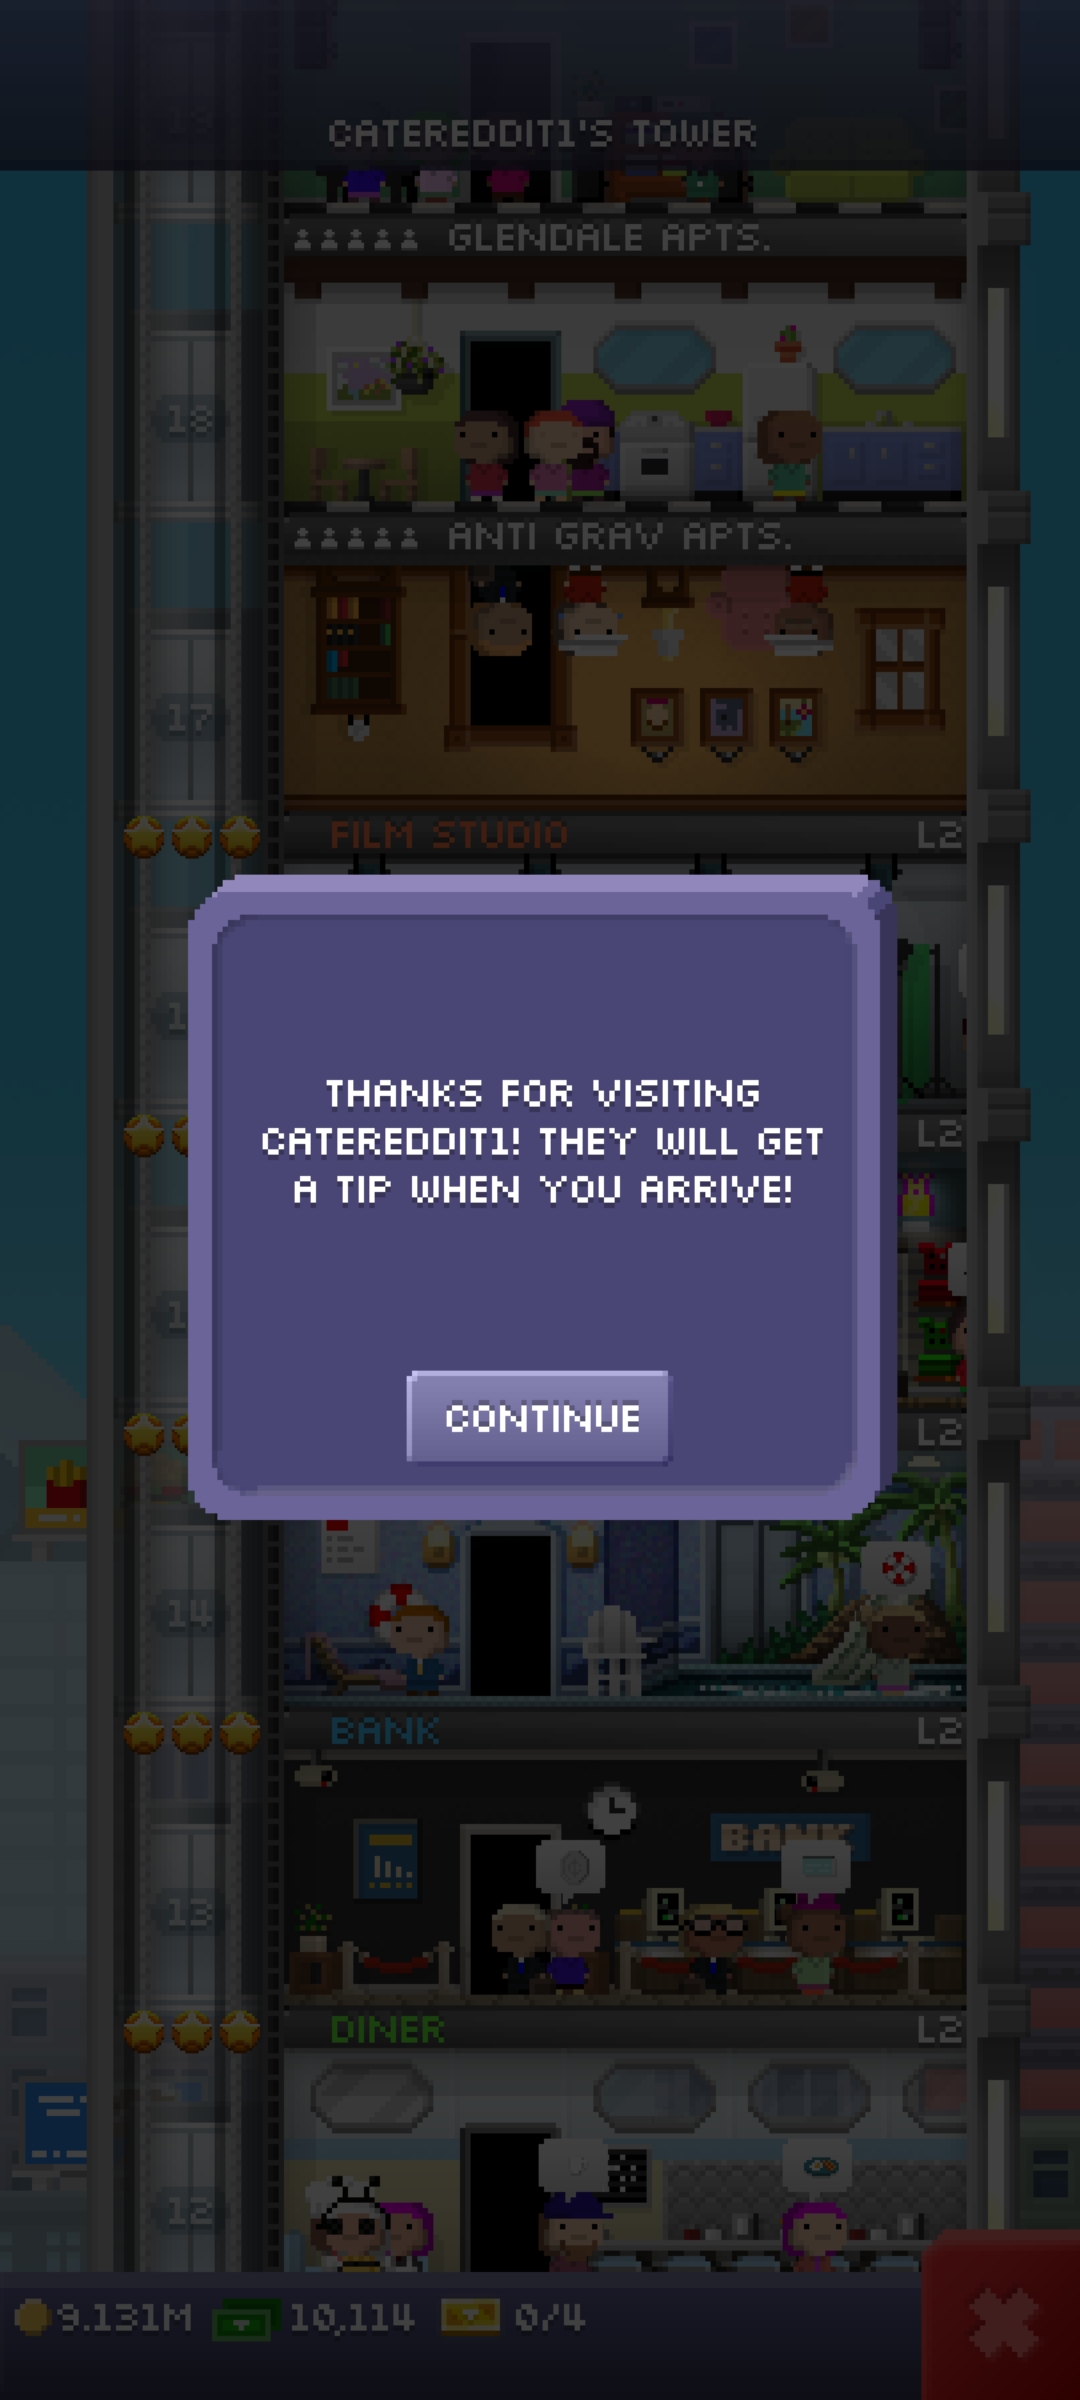 CATEREDDIT1'S TOWER
GLENDALE APTS.
18
ANTI GRAV APTS.
17
FILM STUDIO L2
L2
L2
THANKS FOR VISITING
CATEREDDIT1! THEY WILL GET
A TIP WHEN YOU ARRIVE!
CONTINUE
14
BANK L2
BANK
13
DINER L2
12
9.131M 10,114 0/4